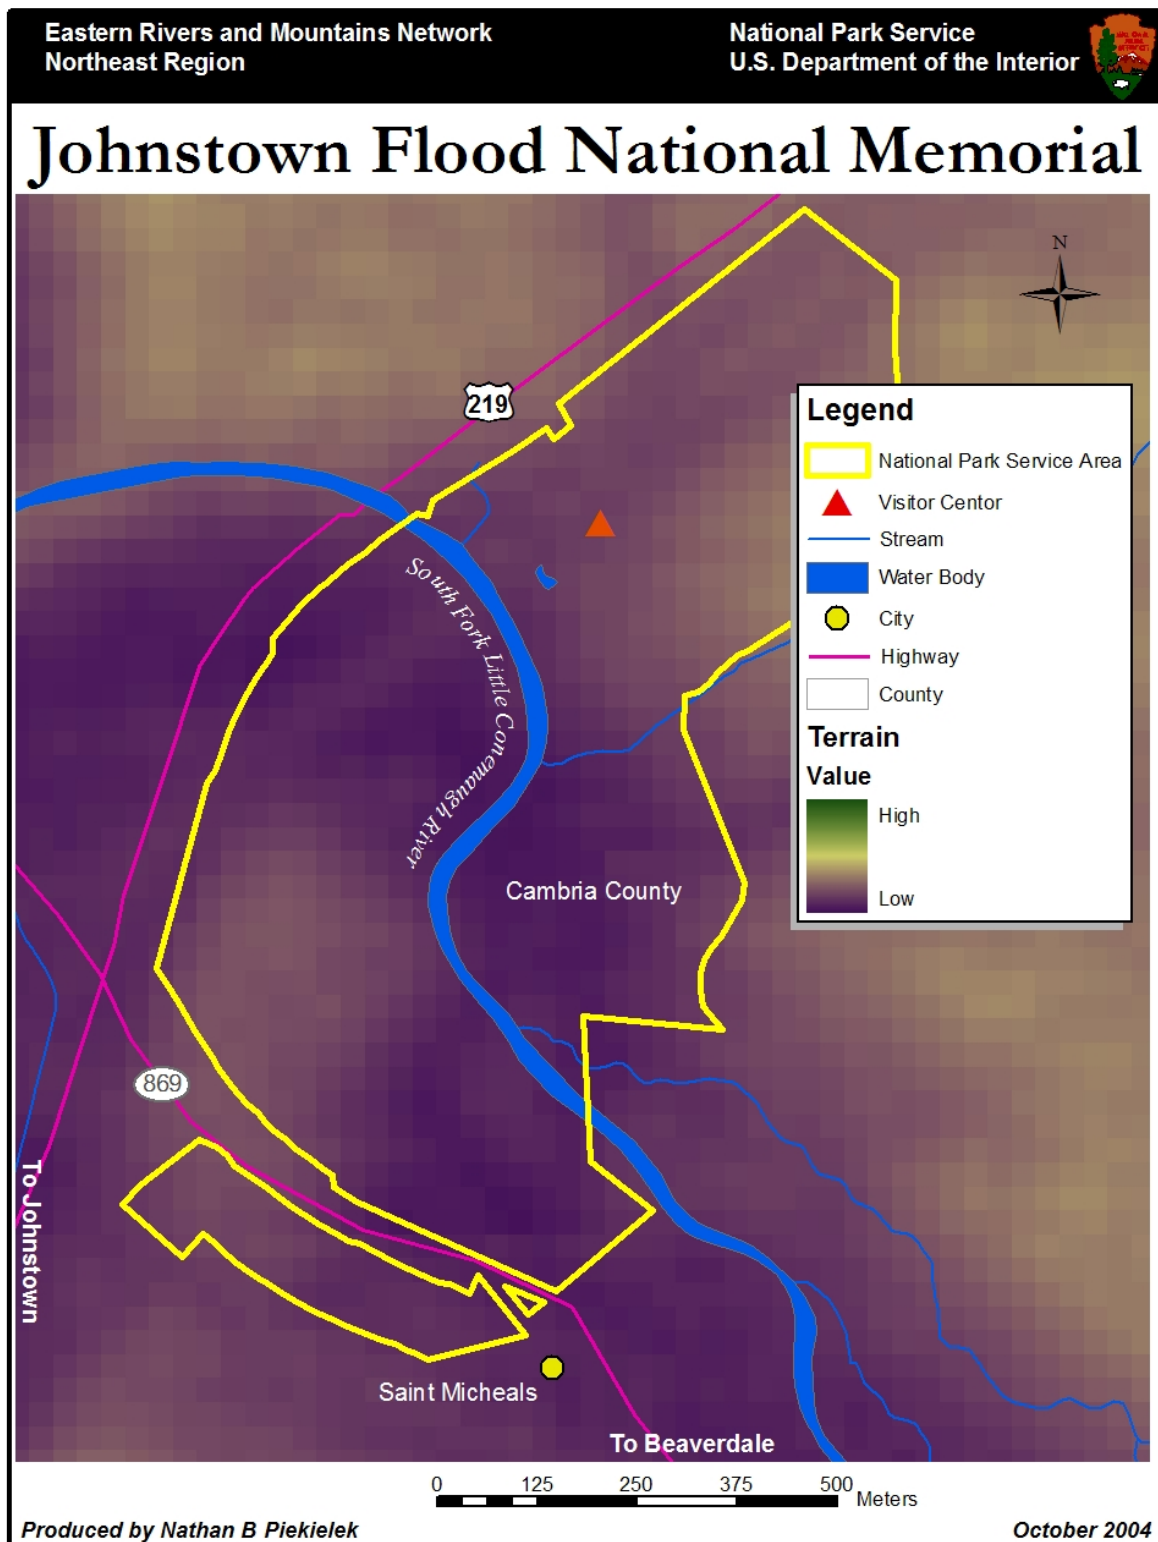 Eastern Rivers and Mountains Network
Northeast Region
National Park Service
U.S. Department of the Interior
Johnstown Flood National Memorial
N
219
Legend
National Park Service Area
Visitor Centor
Stream
Water Body
City
Highway
County
Terrain
Value
High
Low
South Fork Little Conemaugh River
Cambria County
869
To Johnstown
Saint Micheals
To Beaverdale
0 125 250 375 500
Meters
Produced by Nathan B Piekielek
October 2004